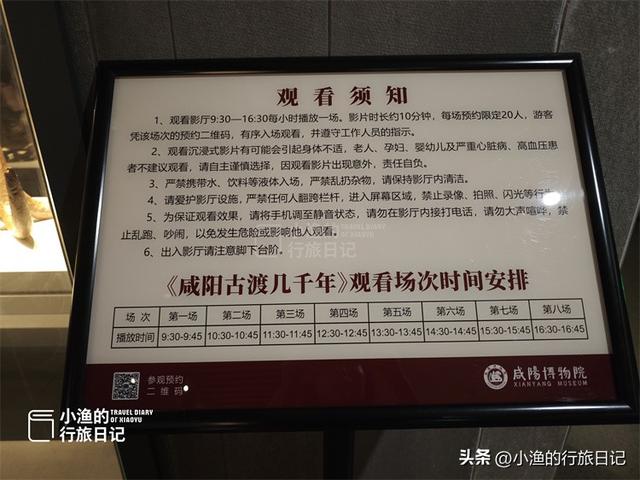 观看须知
1、观看影厅9:30—16:30每小时播放一场。影片时长约10分钟，每场预约限定20人，游客
凭该场次的预约二维码，有序入场观看，并遵守工作人员的指示。
2、观看沉浸式影片有可能会引起身体不适，老人、孕妇、婴幼儿及严重心脏病、高血压患
者不建议观看，请自主谨慎选择，因观看影片出现意外，责任自负。
3、严禁携带水、饮料等液体入场，严禁乱扔杂物，请保持影厅内清洁。
4、请爱护影厅设施，严禁任何人翻跨栏杆，进入屏幕区域，禁止录像、拍照、闪光等行
5、为保证观看效果，请将手机调至静音状态，请勿在影厅内接打电话，请勿大声喧哗，禁
止乱跑、吵闹，以免发生危险或影响他人观看。
6、出入影厅请注意脚下台阶。
行旅日记
《咸阳古渡几千年》观看场次时间安排
场 次 第一场 第二场 第三场 第四场 第五场 第六场 第七场 第八场
播放时间 9:30-9:45 10:30-10:45 11:30-11:45 12:30-12:45 13:30-13:45 14:30-14:45 15:30-15:45 16:30-16:45
参观预约
二维码
咸陽博物院
XIANYANG MUSEUM
小渔的
TRAVEL DIARY
OF XIAOYU
行旅日记
头条 @小渔的行旅日记